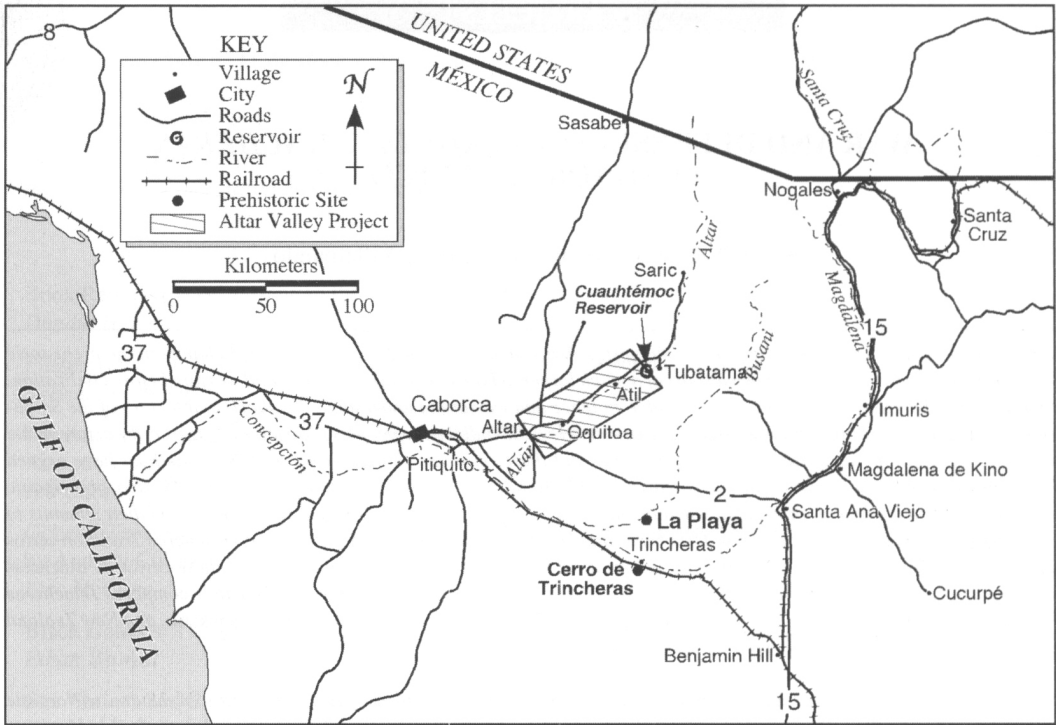 8
KEY
Village
City
Roads
Reservoir
River
Railroad
Prehistoric Site
Altar Valley Project
N
Kilometers
0 50 100
UNITED STATES
MÉXICO
Sasabe
Santa Cruz
Nogales
Santa
Cruz
Altar
Saric
Cuauhtémoc
Reservoir
Magdalena
15
37
Busani
Tubatama
Atil
Imuris
GULF OF CALIFORNIA
Concepción
37
Caborca
Altar
Oquitoa
Pitiquito
Altar
Magdalena de Kino
2
Santa Ana Viejo
La Playa
Trincheras
Cerro de
Trincheras
Cucurpé
Benjamin Hill
15